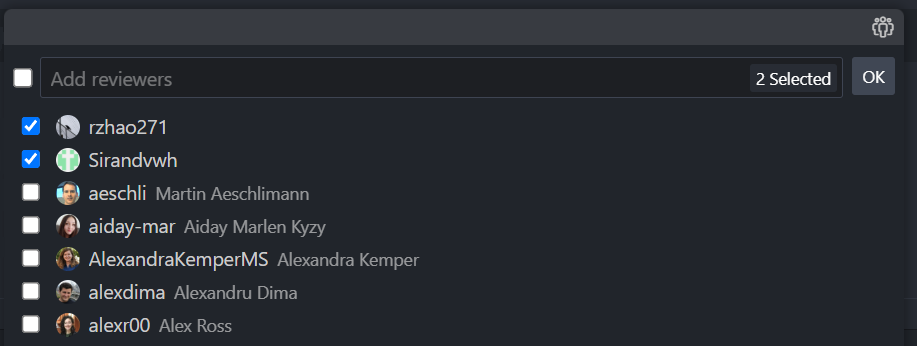 Add reviewers 2 Selected OK
rzhao271
Sirandvwh
aeschli Martin Aeschlimann
aiday-mar Aiday Marlen Kyzy
AlexandraKemperMS Alexandra Kemper
alexdima Alexandru Dima
alexr00 Alex Ross